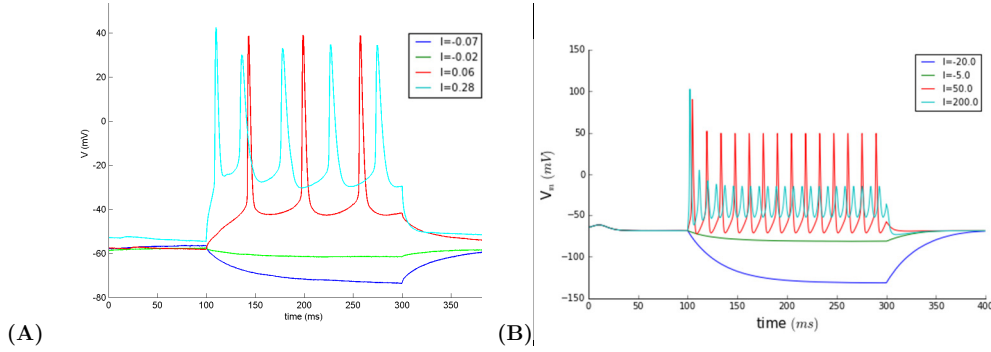 40
20
0
-20
-40
-60
-80
V (mV)
0
50
100
150
200
250
300
350
time (ms)
I=-0.07
I=-0.02
I=0.06
I=0.28
(A)
150
100
50
0
−50
−100
−150
Vm (mV)
0
50
100
150
200
250
300
350
400
time (ms)
I=-20.0
I=-5.0
I=50.0
I=200.0
(B)